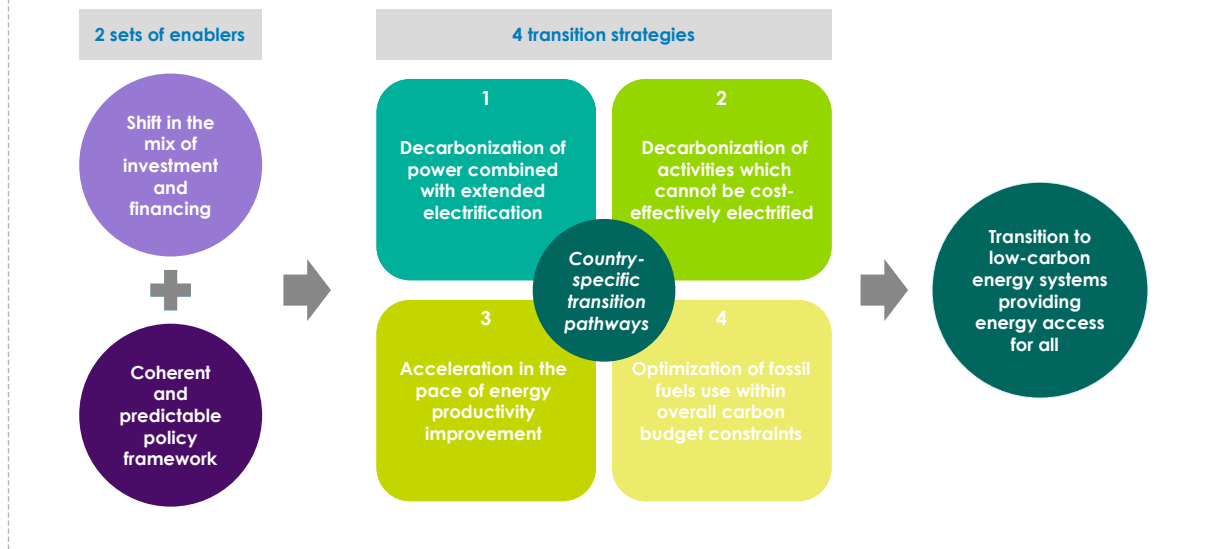 2 sets of enablers
4 transition strategies
Shift in the
mix of
investment
and
financing
Coherent
and
predictable
policy
framework
1
Decarbonization of
power combined
with extended
electrification
2
Decarbonization of
activities which
cannot be cost-
effectively electrified
Country-
specific
transition
pathways
3
Acceleration in the
pace of energy
productivity
improvement
4
Optimization of fossil
fuels use within
overall carbon
budget constraints
Transition to
low-carbon
energy systems
providing
energy access
for all